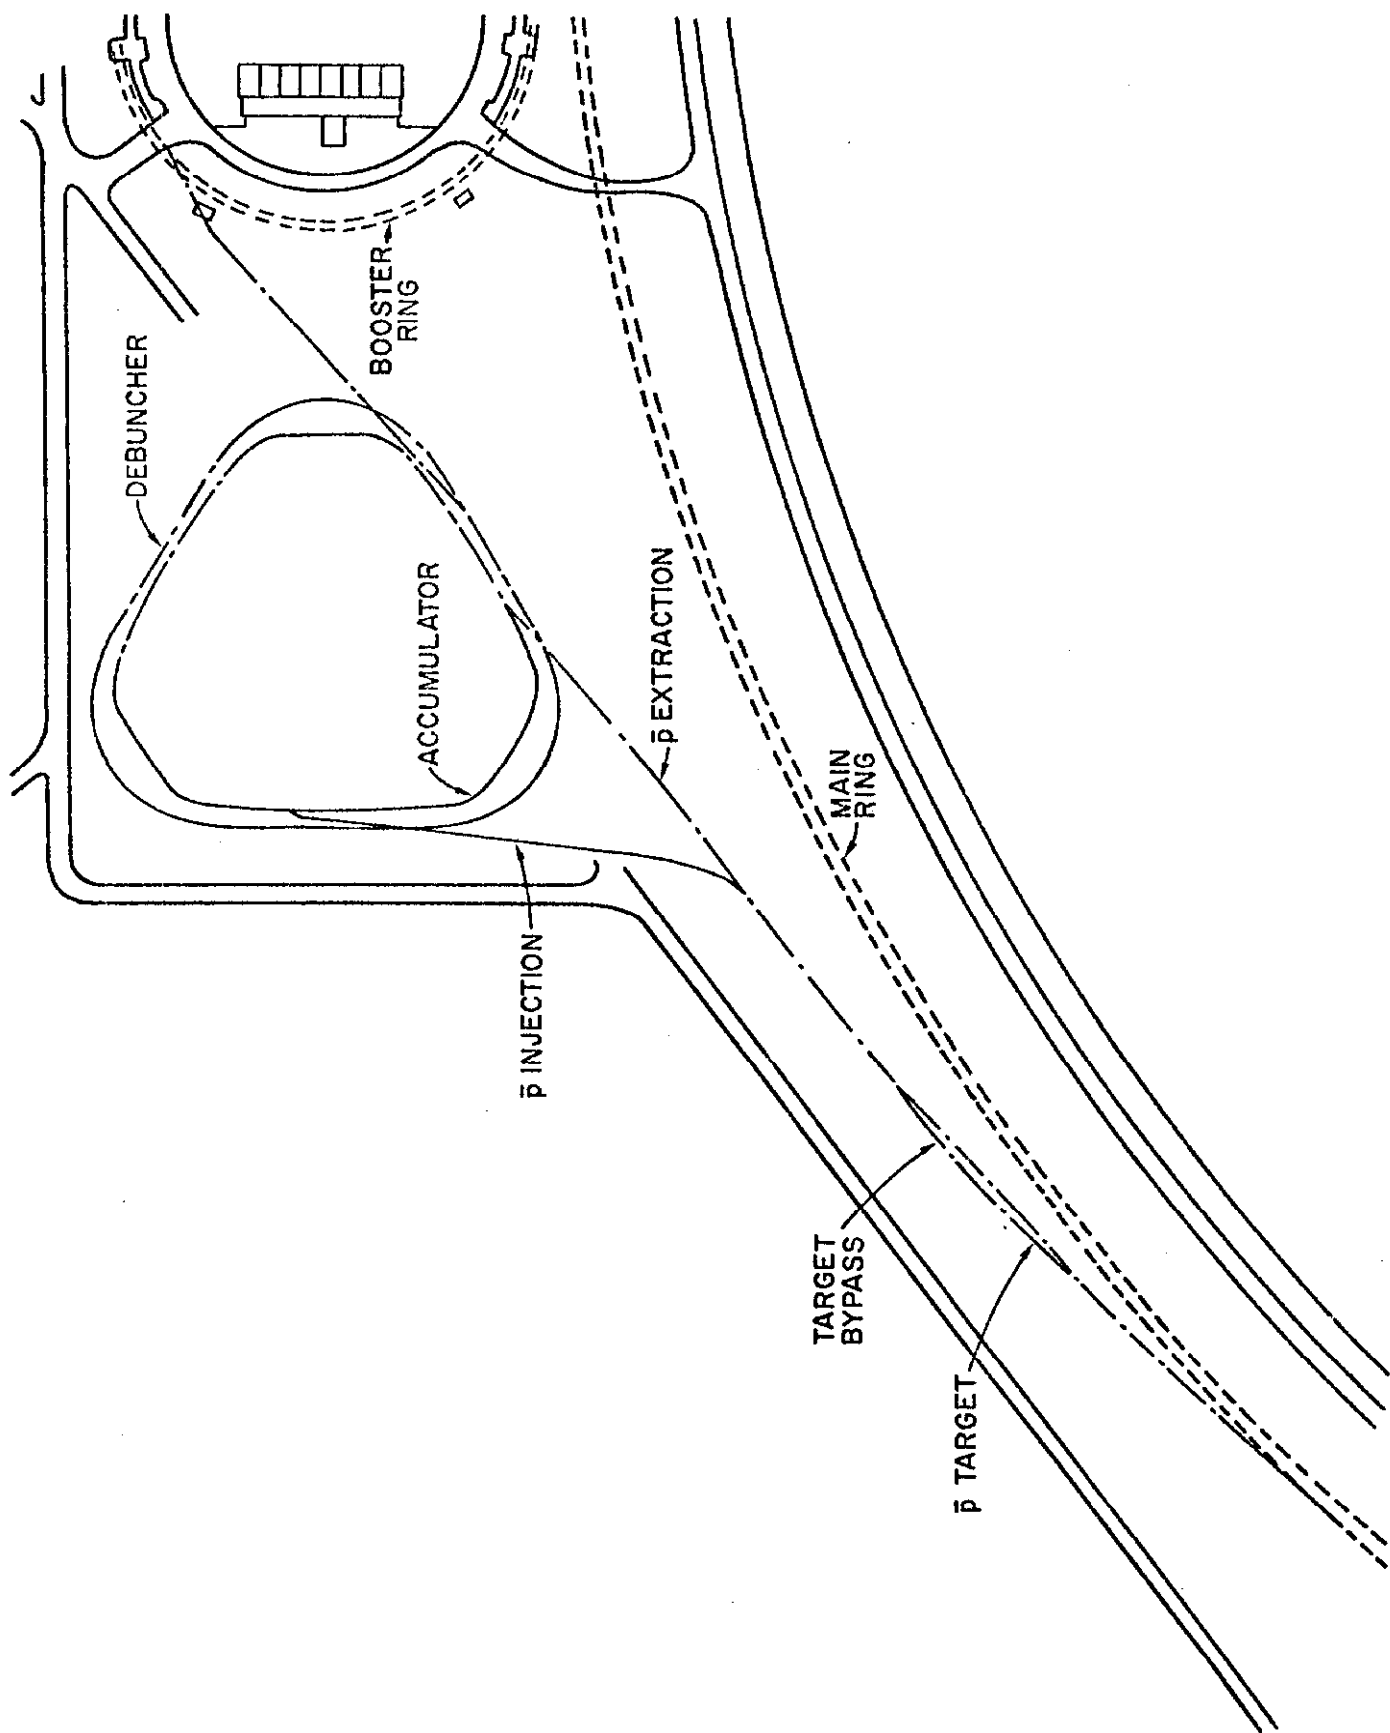 DEBUNCHER
BOOSTER
RING
ACCUMULATOR
p̅ EXTRACTION
MAIN
RING
p̅ INJECTION
TARGET
BYPASS
p̅ TARGET